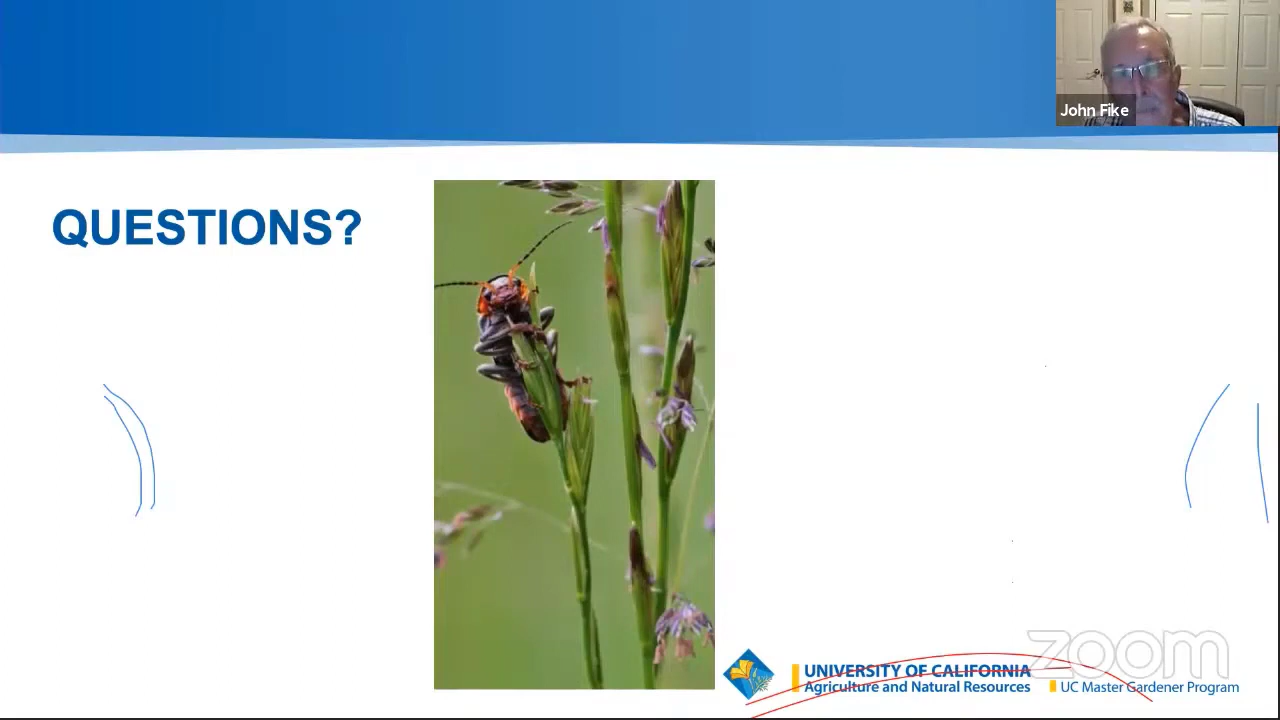 John Fike
QUESTIONS?
zoom
UNIVERSITY OF CALIFORNIA
Agriculture and Natural Resources
UC Master Gardener Program